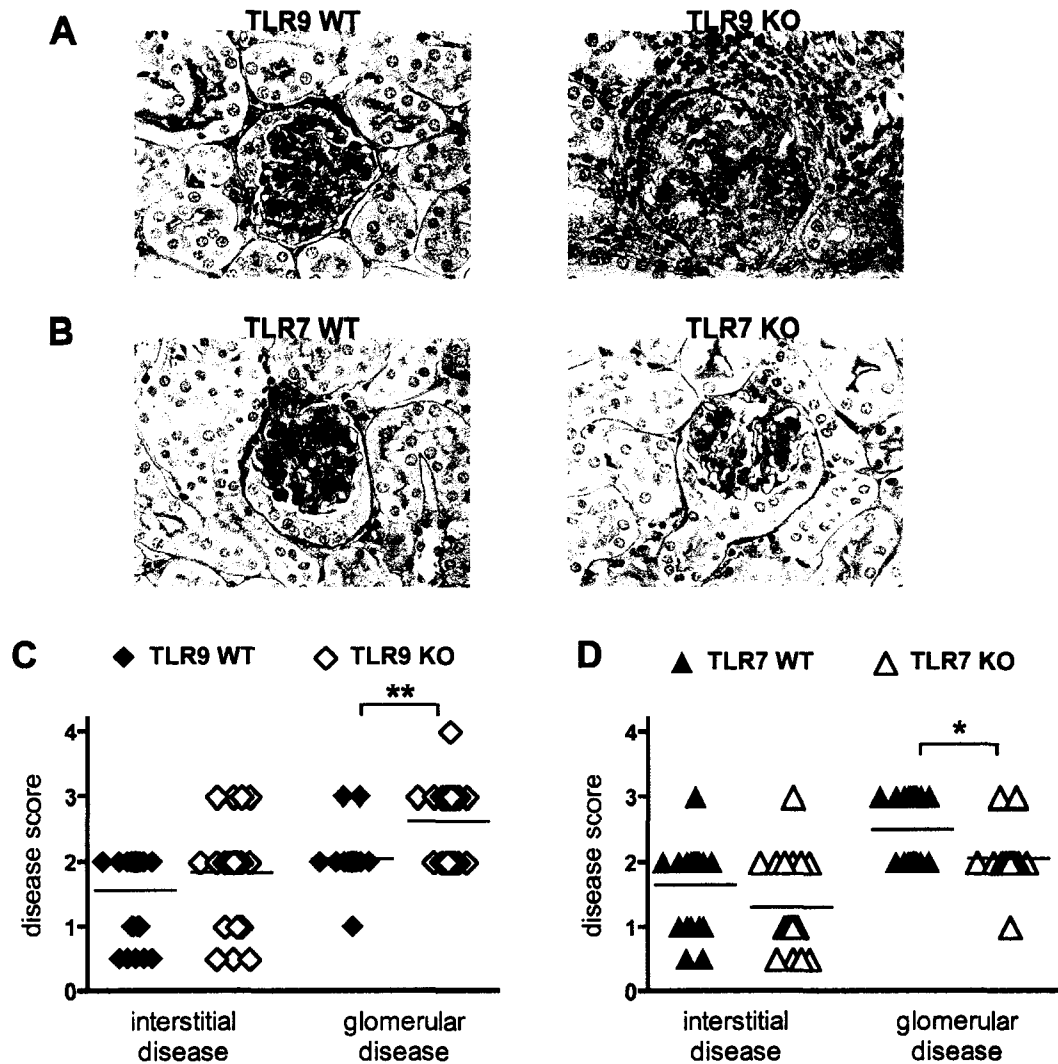 A
TLR9 WT
TLR9 KO
B
TLR7 WT
TLR7 KO
C
TLR9 WT
TLR9 KO
**
disease score
4
3
2
1
0
interstitial
disease
glomerular
disease
D
TLR7 WT
TLR7 KO
*
disease score
4
3
2
1
0
interstitial
disease
glomerular
disease